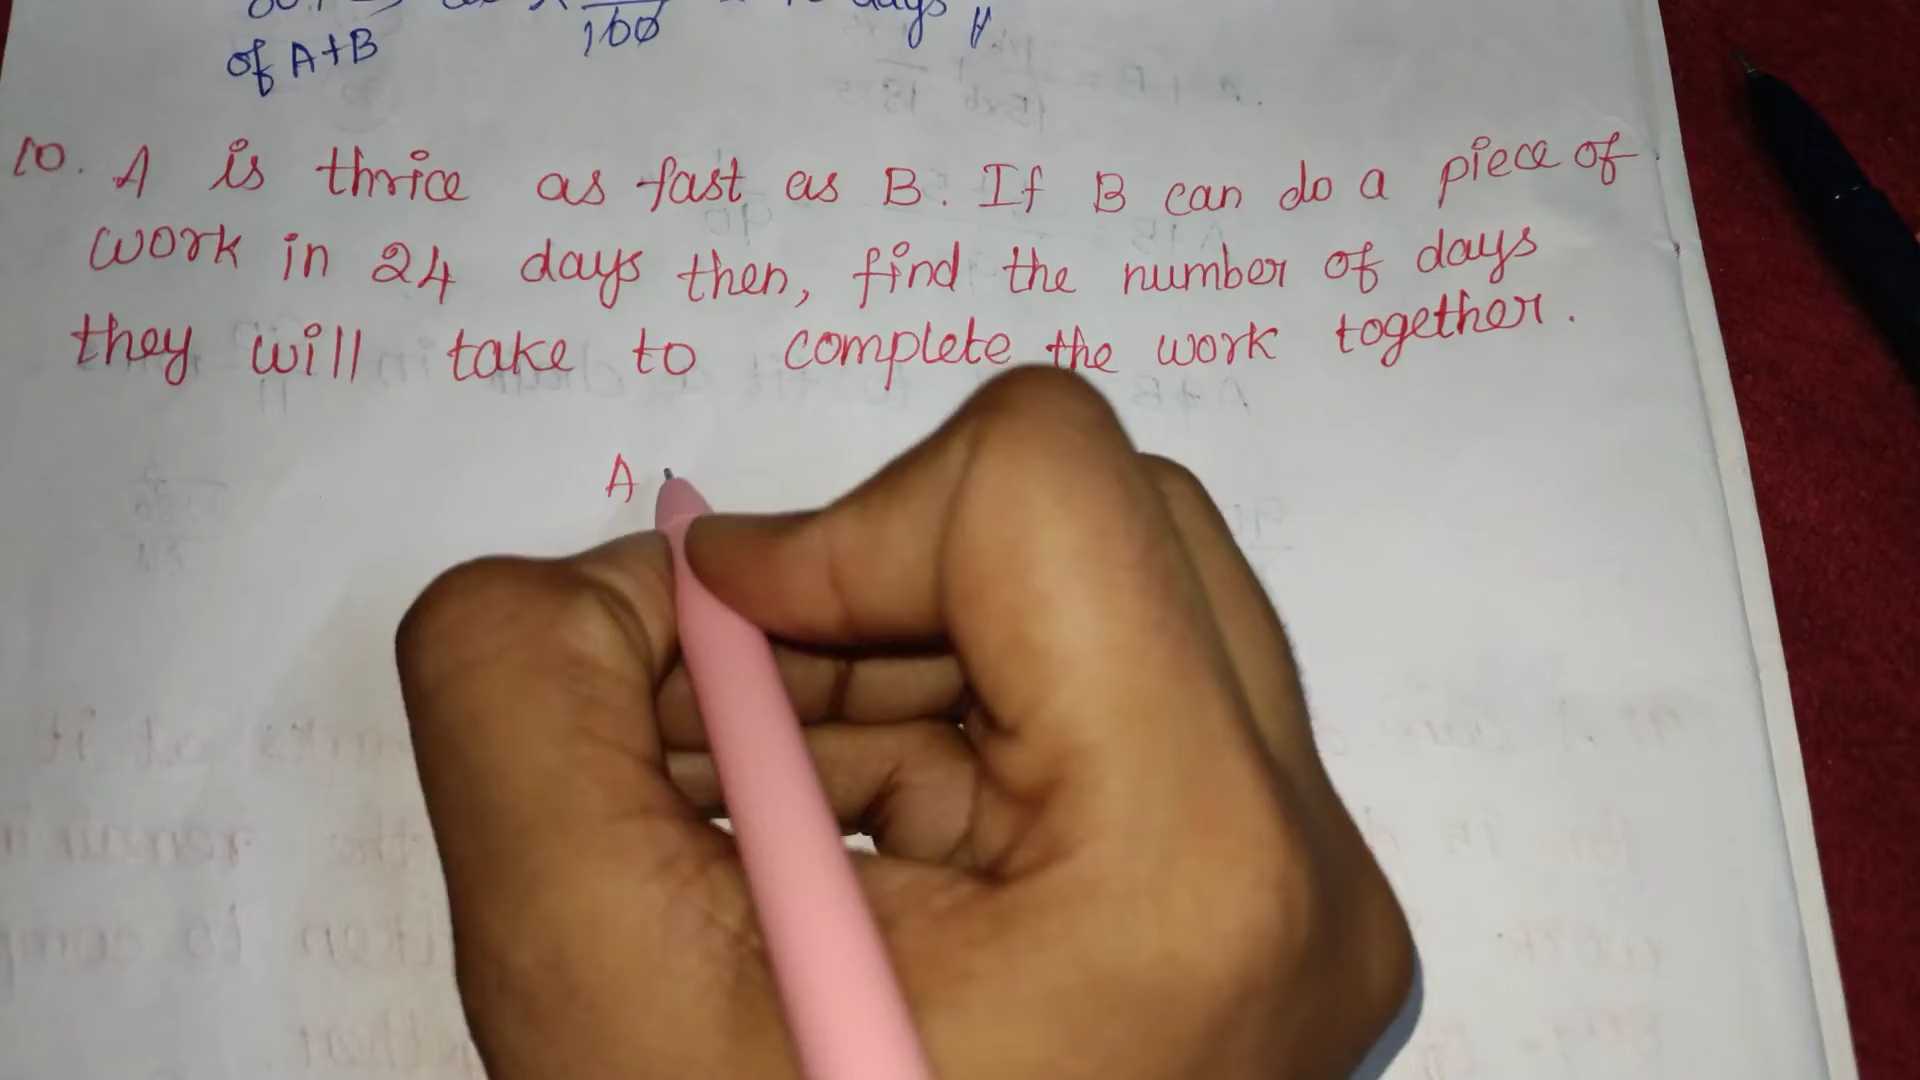 100 days
of A+B
10. A is thrice as fast as B. If B can do a piece of
work in 24 days then, find the number of days
they will take to complete the work together.
A